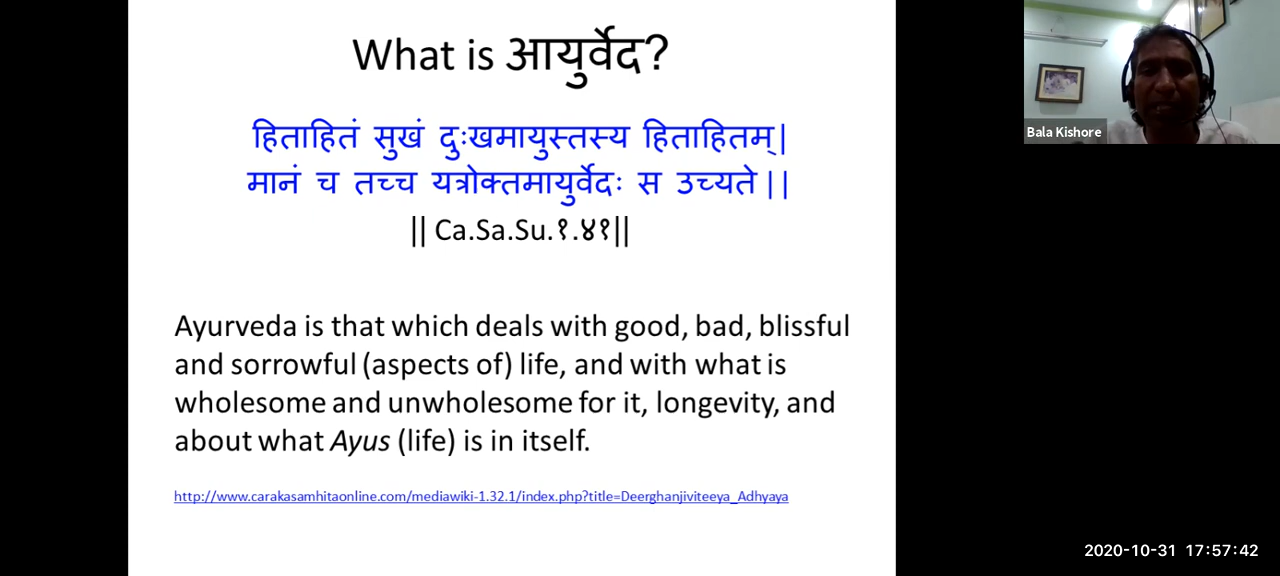 What is आयुर्वेद?
हिताहितं सुखं दुःखमायुस्तस्य हिताहितम्|
मानं च तच्च यत्रोक्तमायुर्वेदः स उच्यते||
|| Ca.Sa.Su.१.४१||
Ayurveda is that which deals with good, bad, blissful
and sorrowful (aspects of) life, and with what is
wholesome and unwholesome for it, longevity, and
about what Ayus (life) is in itself.
http://www.carakasamhitaonline.com/mediawiki-1.32.1/index.php?title=Deerghanjiviteeya_Adhyaya
Bala Kishore
2020-10-31 17:57:42